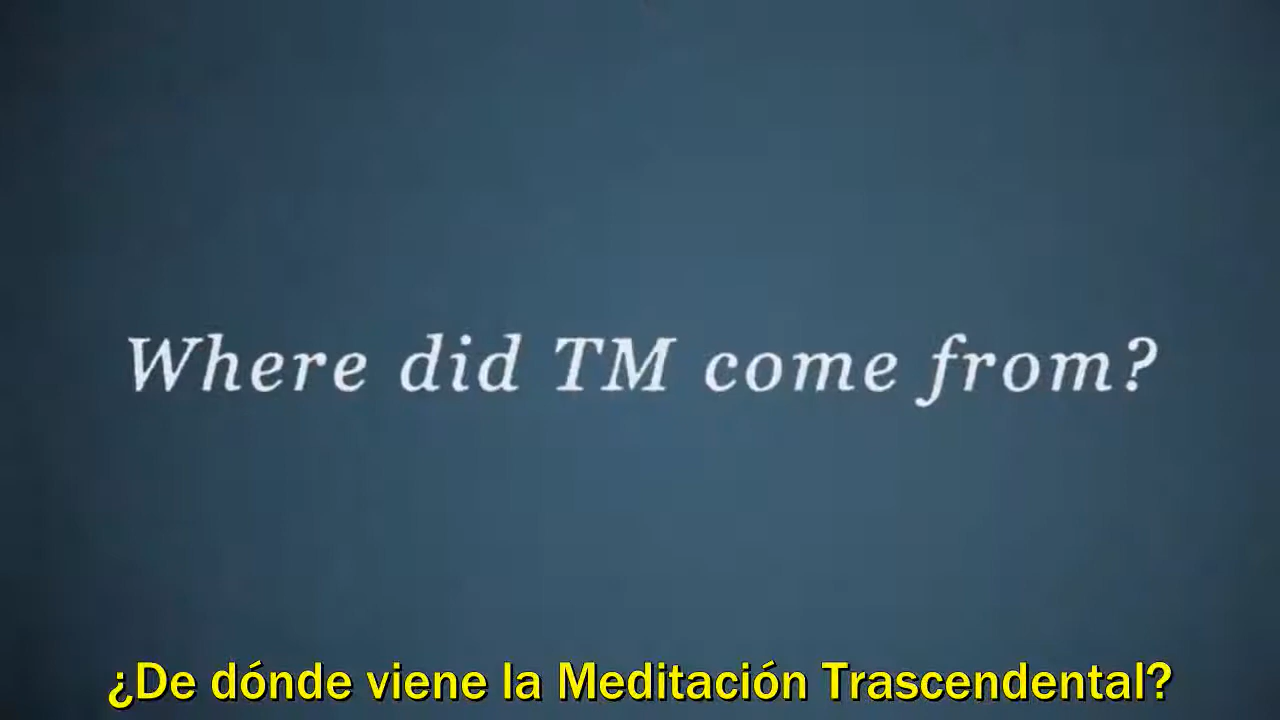 Where did TM come from?
¿De dónde viene la Meditación Trascendental?